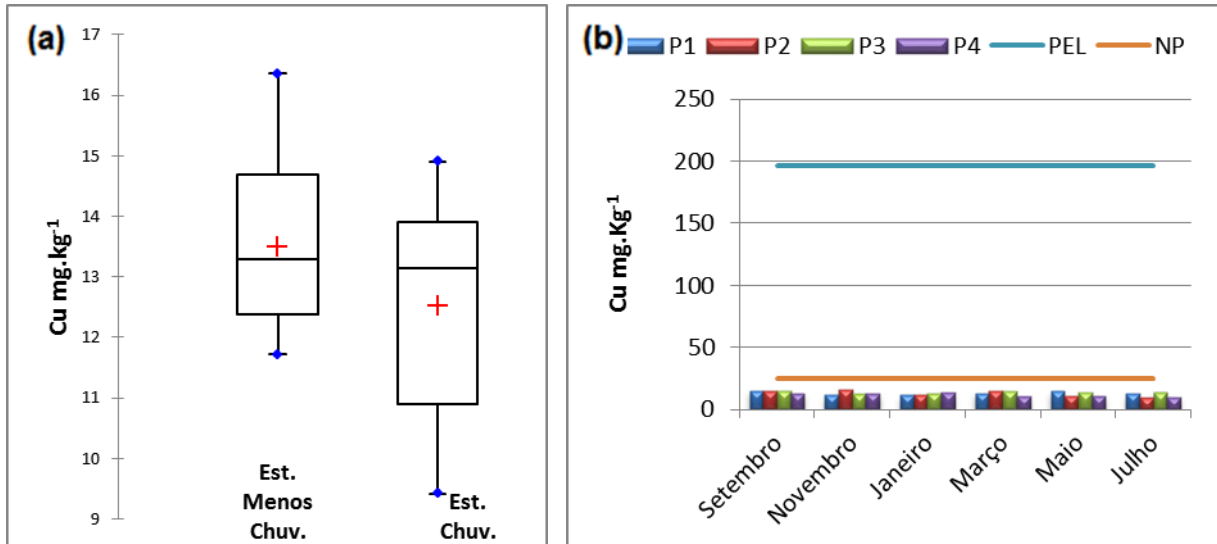 (a)
17
16
15
14
13
12
11
10
9
Cu mg.kg-1
Est.
Menos
Chuv.
Est.
Chuv.
(b)
P1 P2 P3 P4 PEL NP
250
200
150
100
50
0
Cu mg.Kg-1
Setembro
Novembro
Janeiro
Março
Maio
Julho